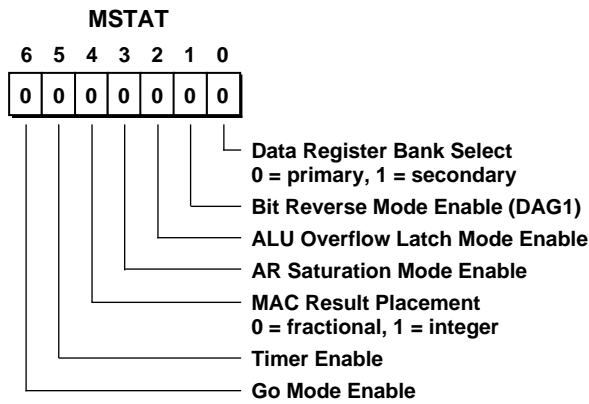 MSTAT
6 5 4 3 2 1 0
0 0 0 0 0 0 0
Data Register Bank Select
0 = primary, 1 = secondary
Bit Reverse Mode Enable (DAG1)
ALU Overflow Latch Mode Enable
AR Saturation Mode Enable
MAC Result Placement
0 = fractional, 1 = integer
Timer Enable
Go Mode Enable